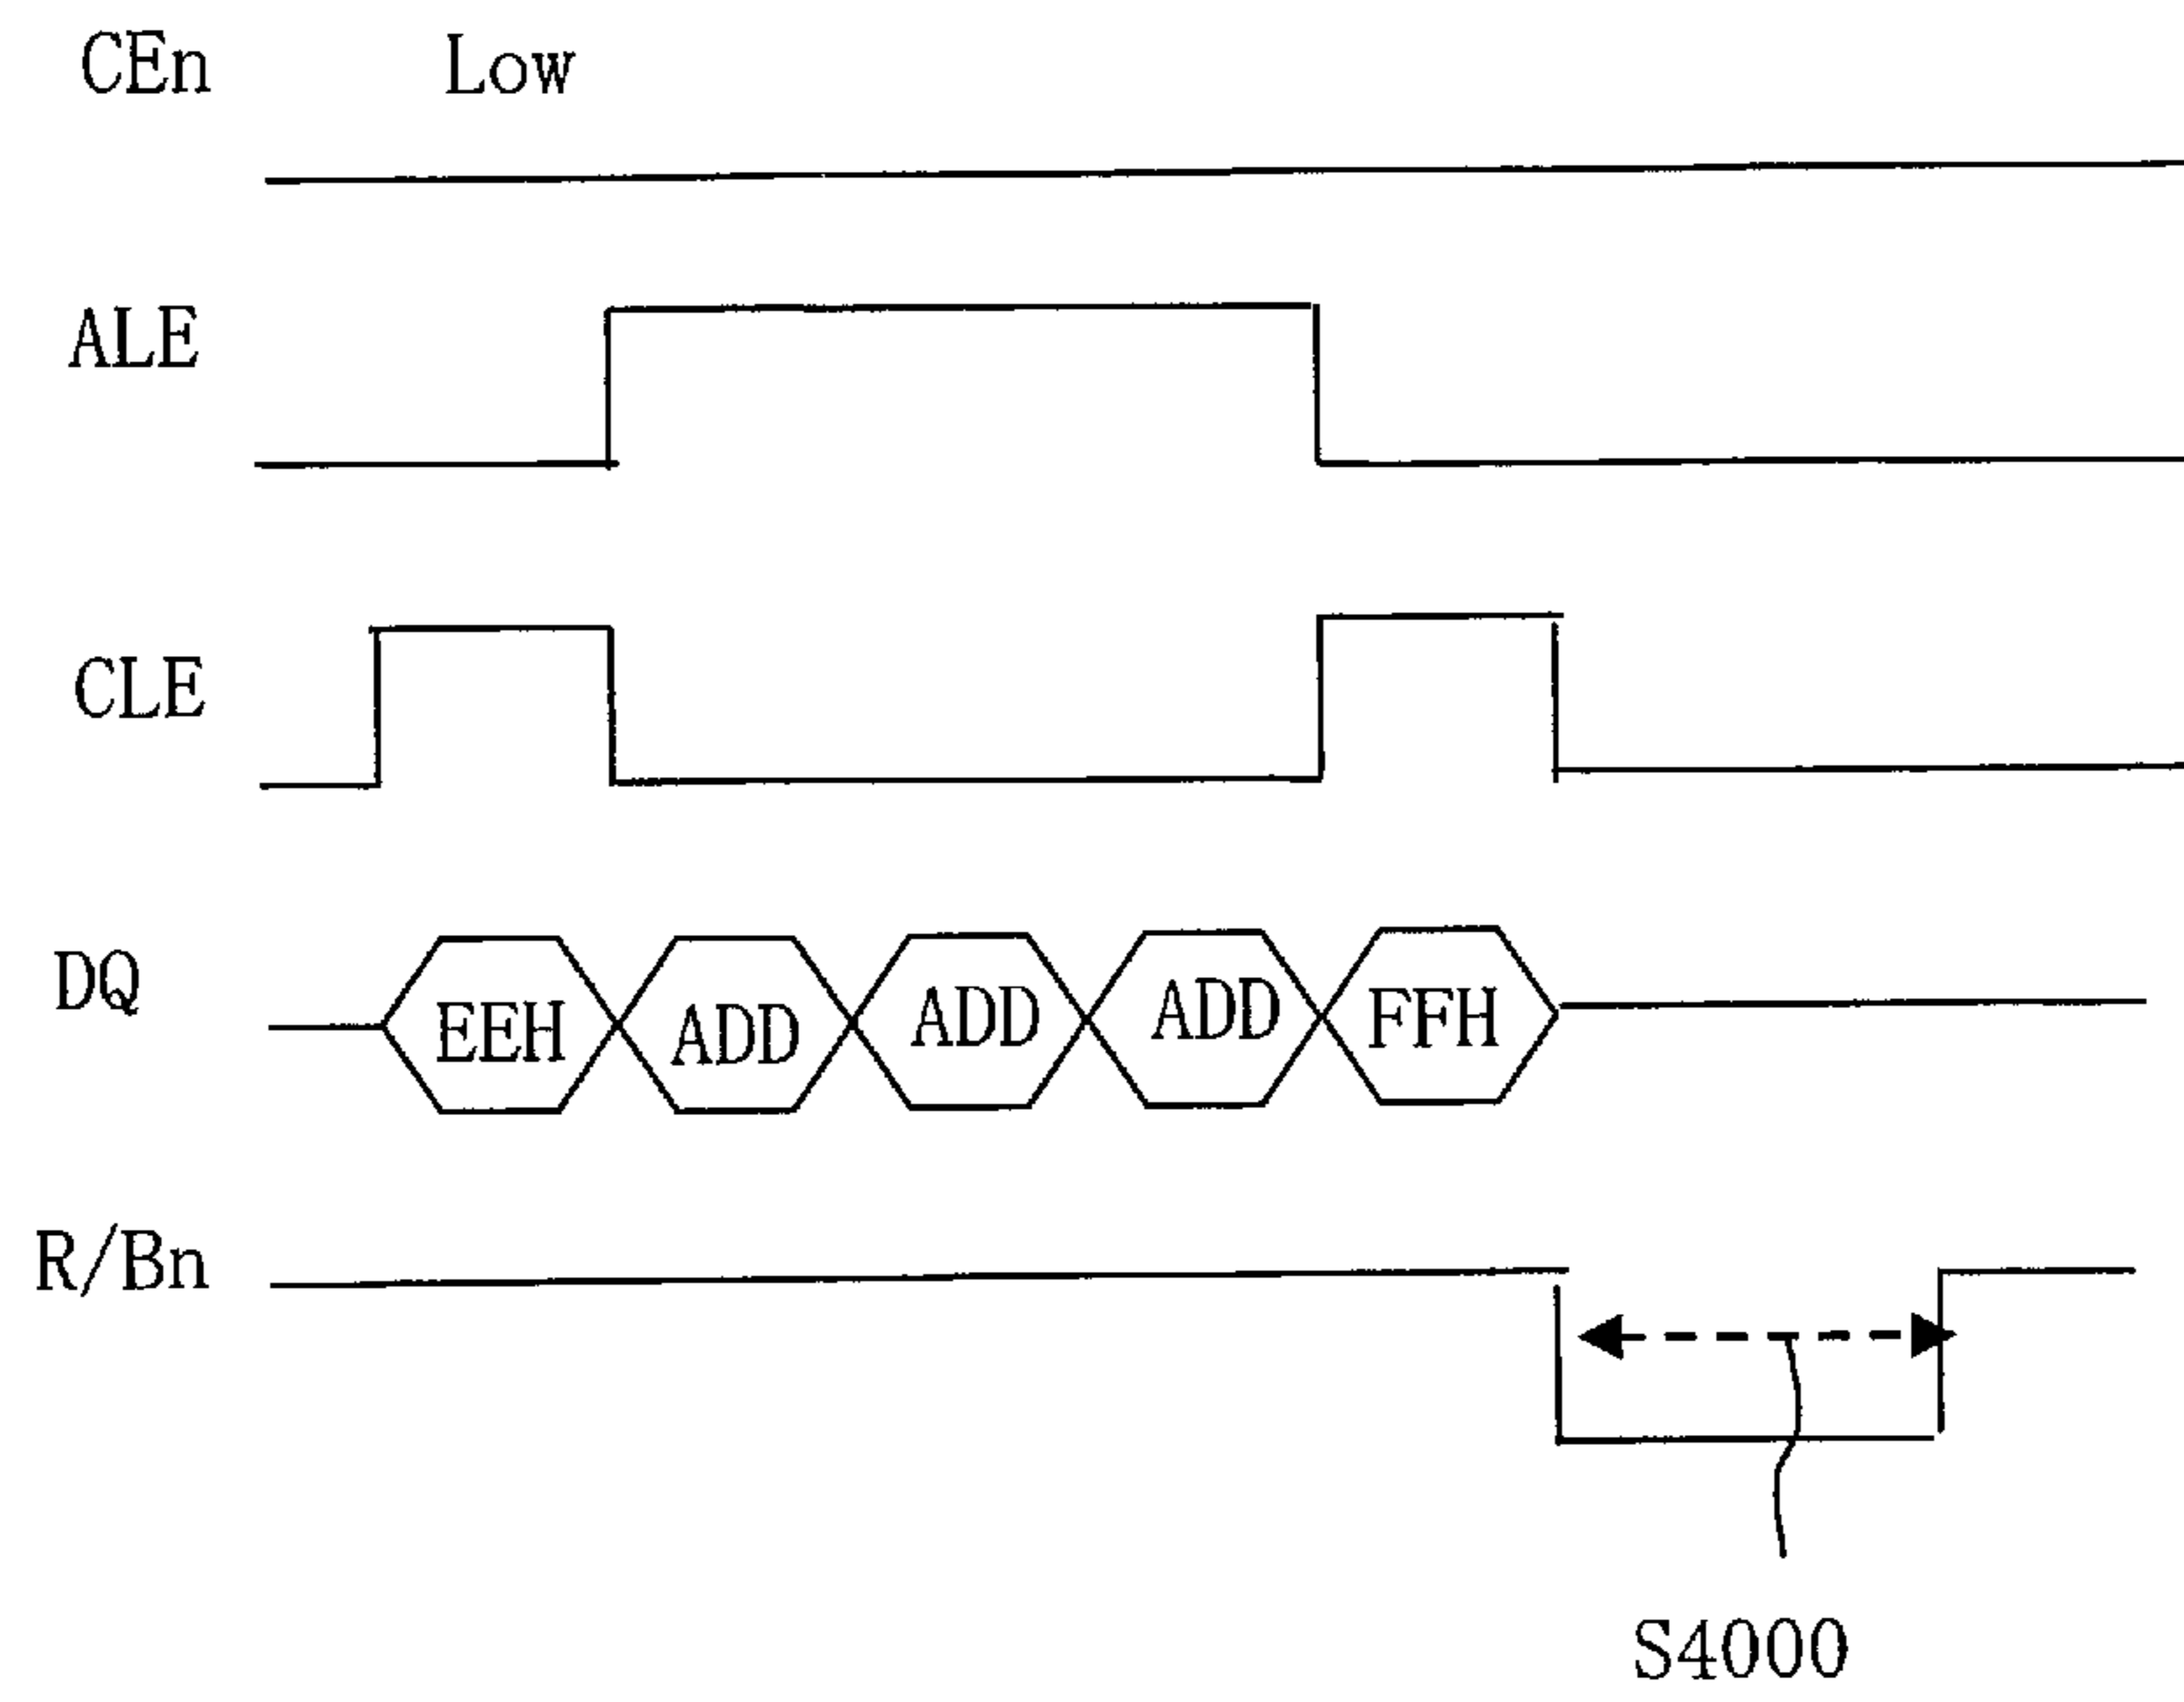 CEn Low
ALE
CLE
DQ EEH ADD ADD ADD FFH
R/Bn
S4000